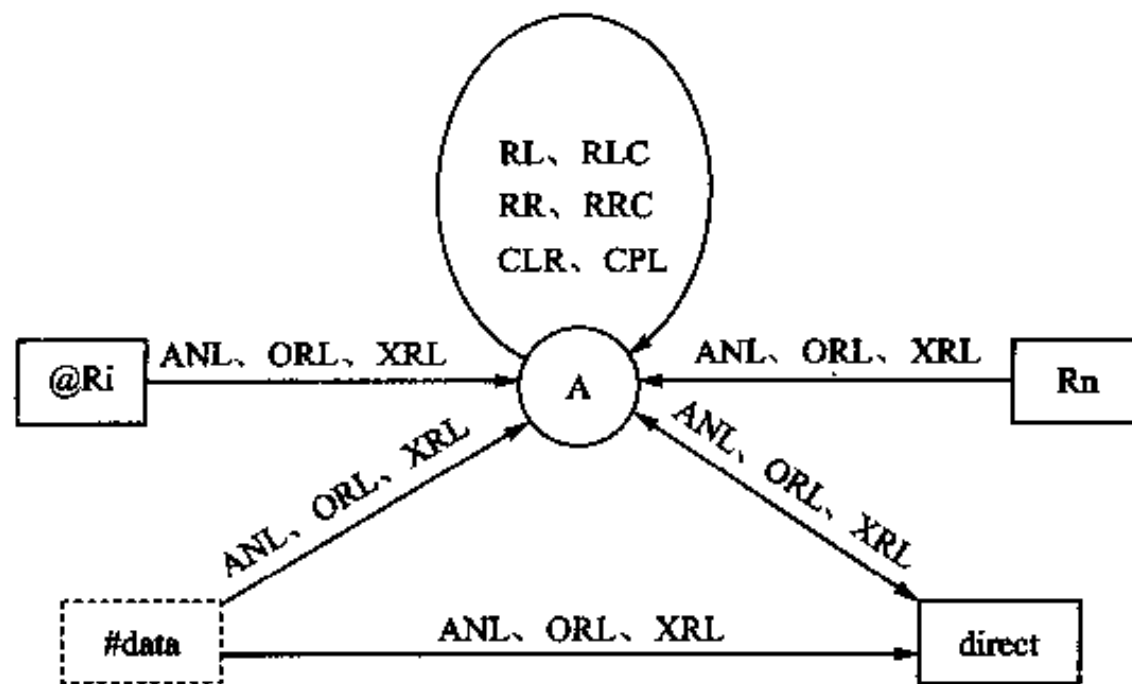 RL、RLC
RR、RRC
CLR、CPL
@Ri
ANL、ORL、XRL
A
ANL、ORL、XRL
Rn
ANL、ORL、XRL
ANL、ORL、XRL
#data
ANL、ORL、XRL
direct